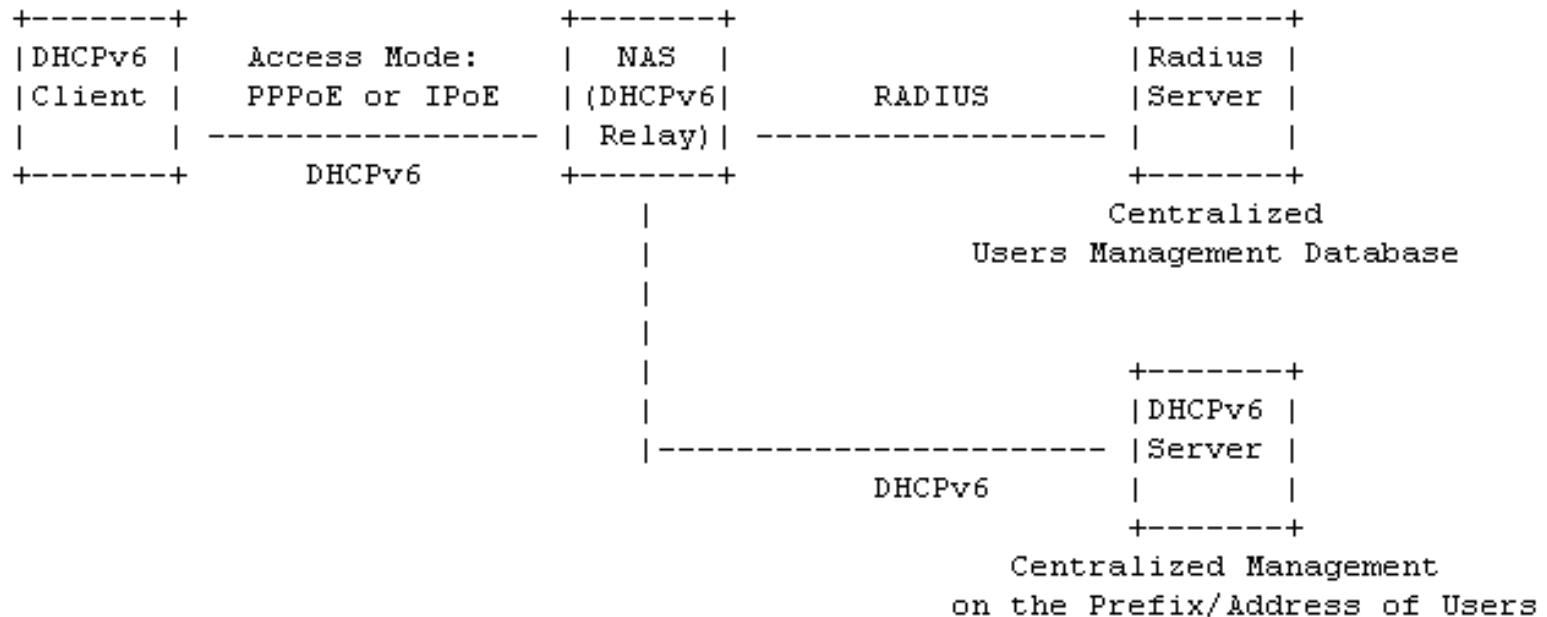 +-------+                       +-------+                        +-------+
|DHCPv6 |   Access Mode:    |  NAS  |                        |Radius |
|Client |   PPPoE or IPoE   |(DHCPv6|       RADIUS           |Server |
|       | ----------------- | Relay)| ------------------ |       |
+-------+      DHCPv6       +-------+                        +-------+
|                       Centralized
|                Users Management Database
|
|
|                        +-------+
|                        |DHCPv6 |
|----------------------- |Server |
DHCPv6       |       |
+-------+
Centralized Management
on the Prefix/Address of Users